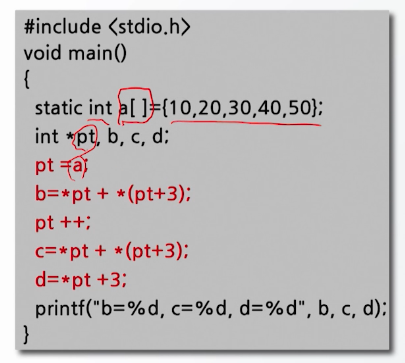 #include <stdio.h>
void main()
{
static int a[ ]={10,20,30,40,50};
int *pt, b, c, d;
pt =a;
b=*pt + *(pt+3);
pt ++;
c=*pt + *(pt+3);
d=*pt +3;
printf("b=%d, c=%d, d=%d", b, c, d);
}